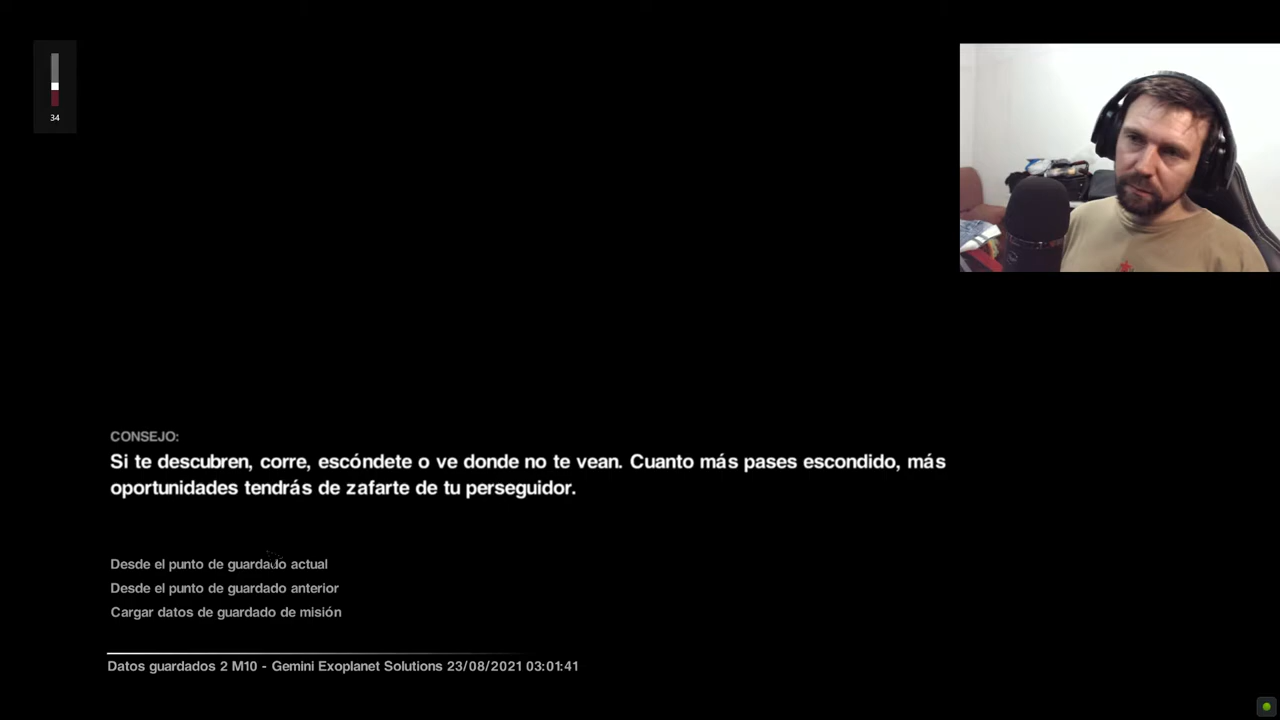 34
CONSEJO:
Si te descubren, corre, escóndete o ve donde no te vean. Cuanto más pases escondido, más
oportunidades tendrás de zafarte de tu perseguidor.
Desde el punto de guardado actual
Desde el punto de guardado anterior
Cargar datos de guardado de misión
Datos guardados 2 M10 - Gemini Exoplanet Solutions 23/08/2021 03:01:41